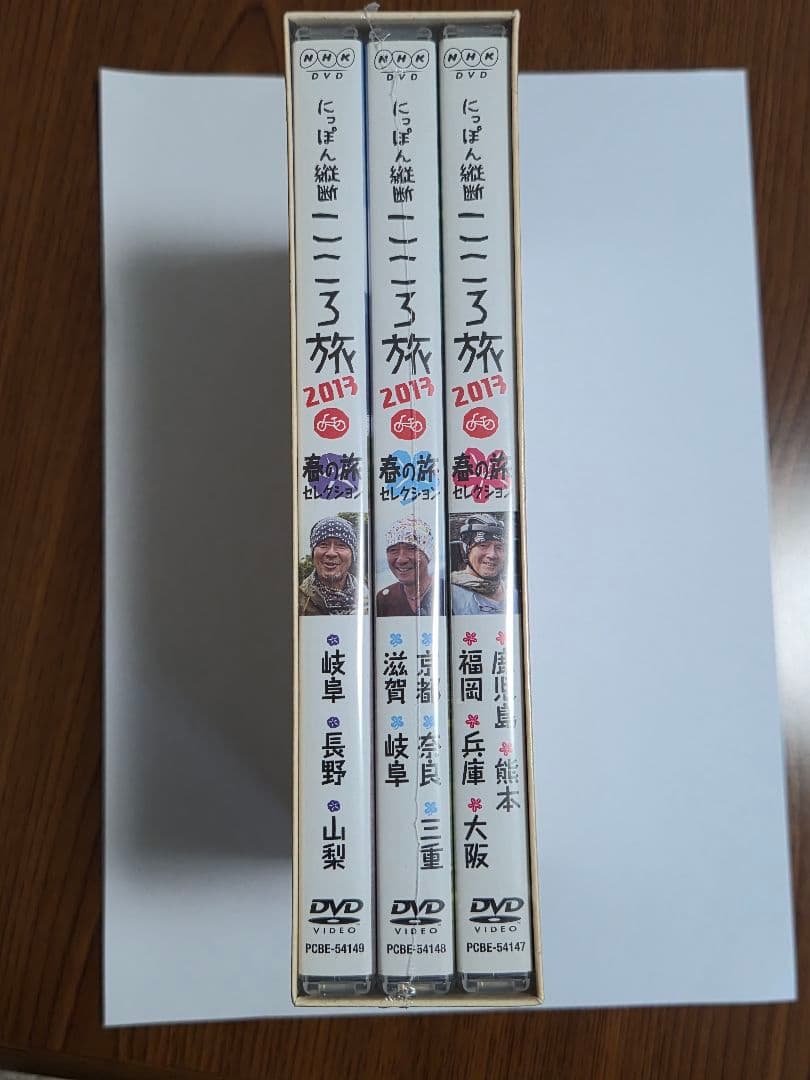 NHK
DVD
にっぽん縦断
こころ旅
2013
春の旅
セレクション
岐阜
長野
山梨
DVD
VIDEO
PCBE-54149
NHK
DVD
にっぽん縦断
こころ旅
2013
春の旅
セレクション
京都
奈良
三重
滋賀
岐阜
DVD
VIDEO
PCBE-54148
NHK
DVD
にっぽん縦断
こころ旅
2013
春の旅
セレクション
鹿児島
熊本
福岡
兵庫
大阪
DVD
VIDEO
PCBE-54147